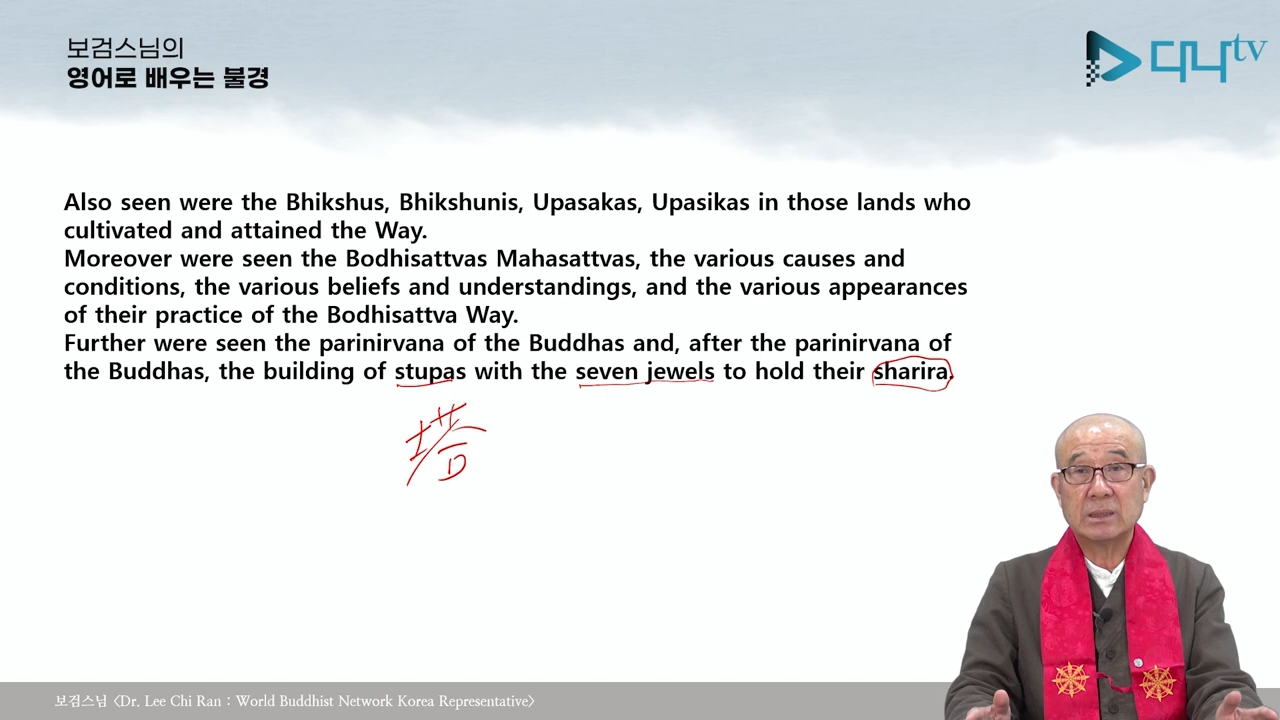 보검스님의
영어로 배우는 불경
다나tv
Also seen were the Bhikshus, Bhikshunis, Upasakas, Upasikas in those lands who
cultivated and attained the Way.
Moreover were seen the Bodhisattvas Mahasattvas, the various causes and
conditions, the various beliefs and understandings, and the various appearances
of their practice of the Bodhisattva Way.
Further were seen the parinirvana of the Buddhas and, after the parinirvana of
the Buddhas, the building of stupas with the seven jewels to hold their sharira.
塔
보검스님 <Dr. Lee Chi Ran : World Buddhist Network Korea Representative>